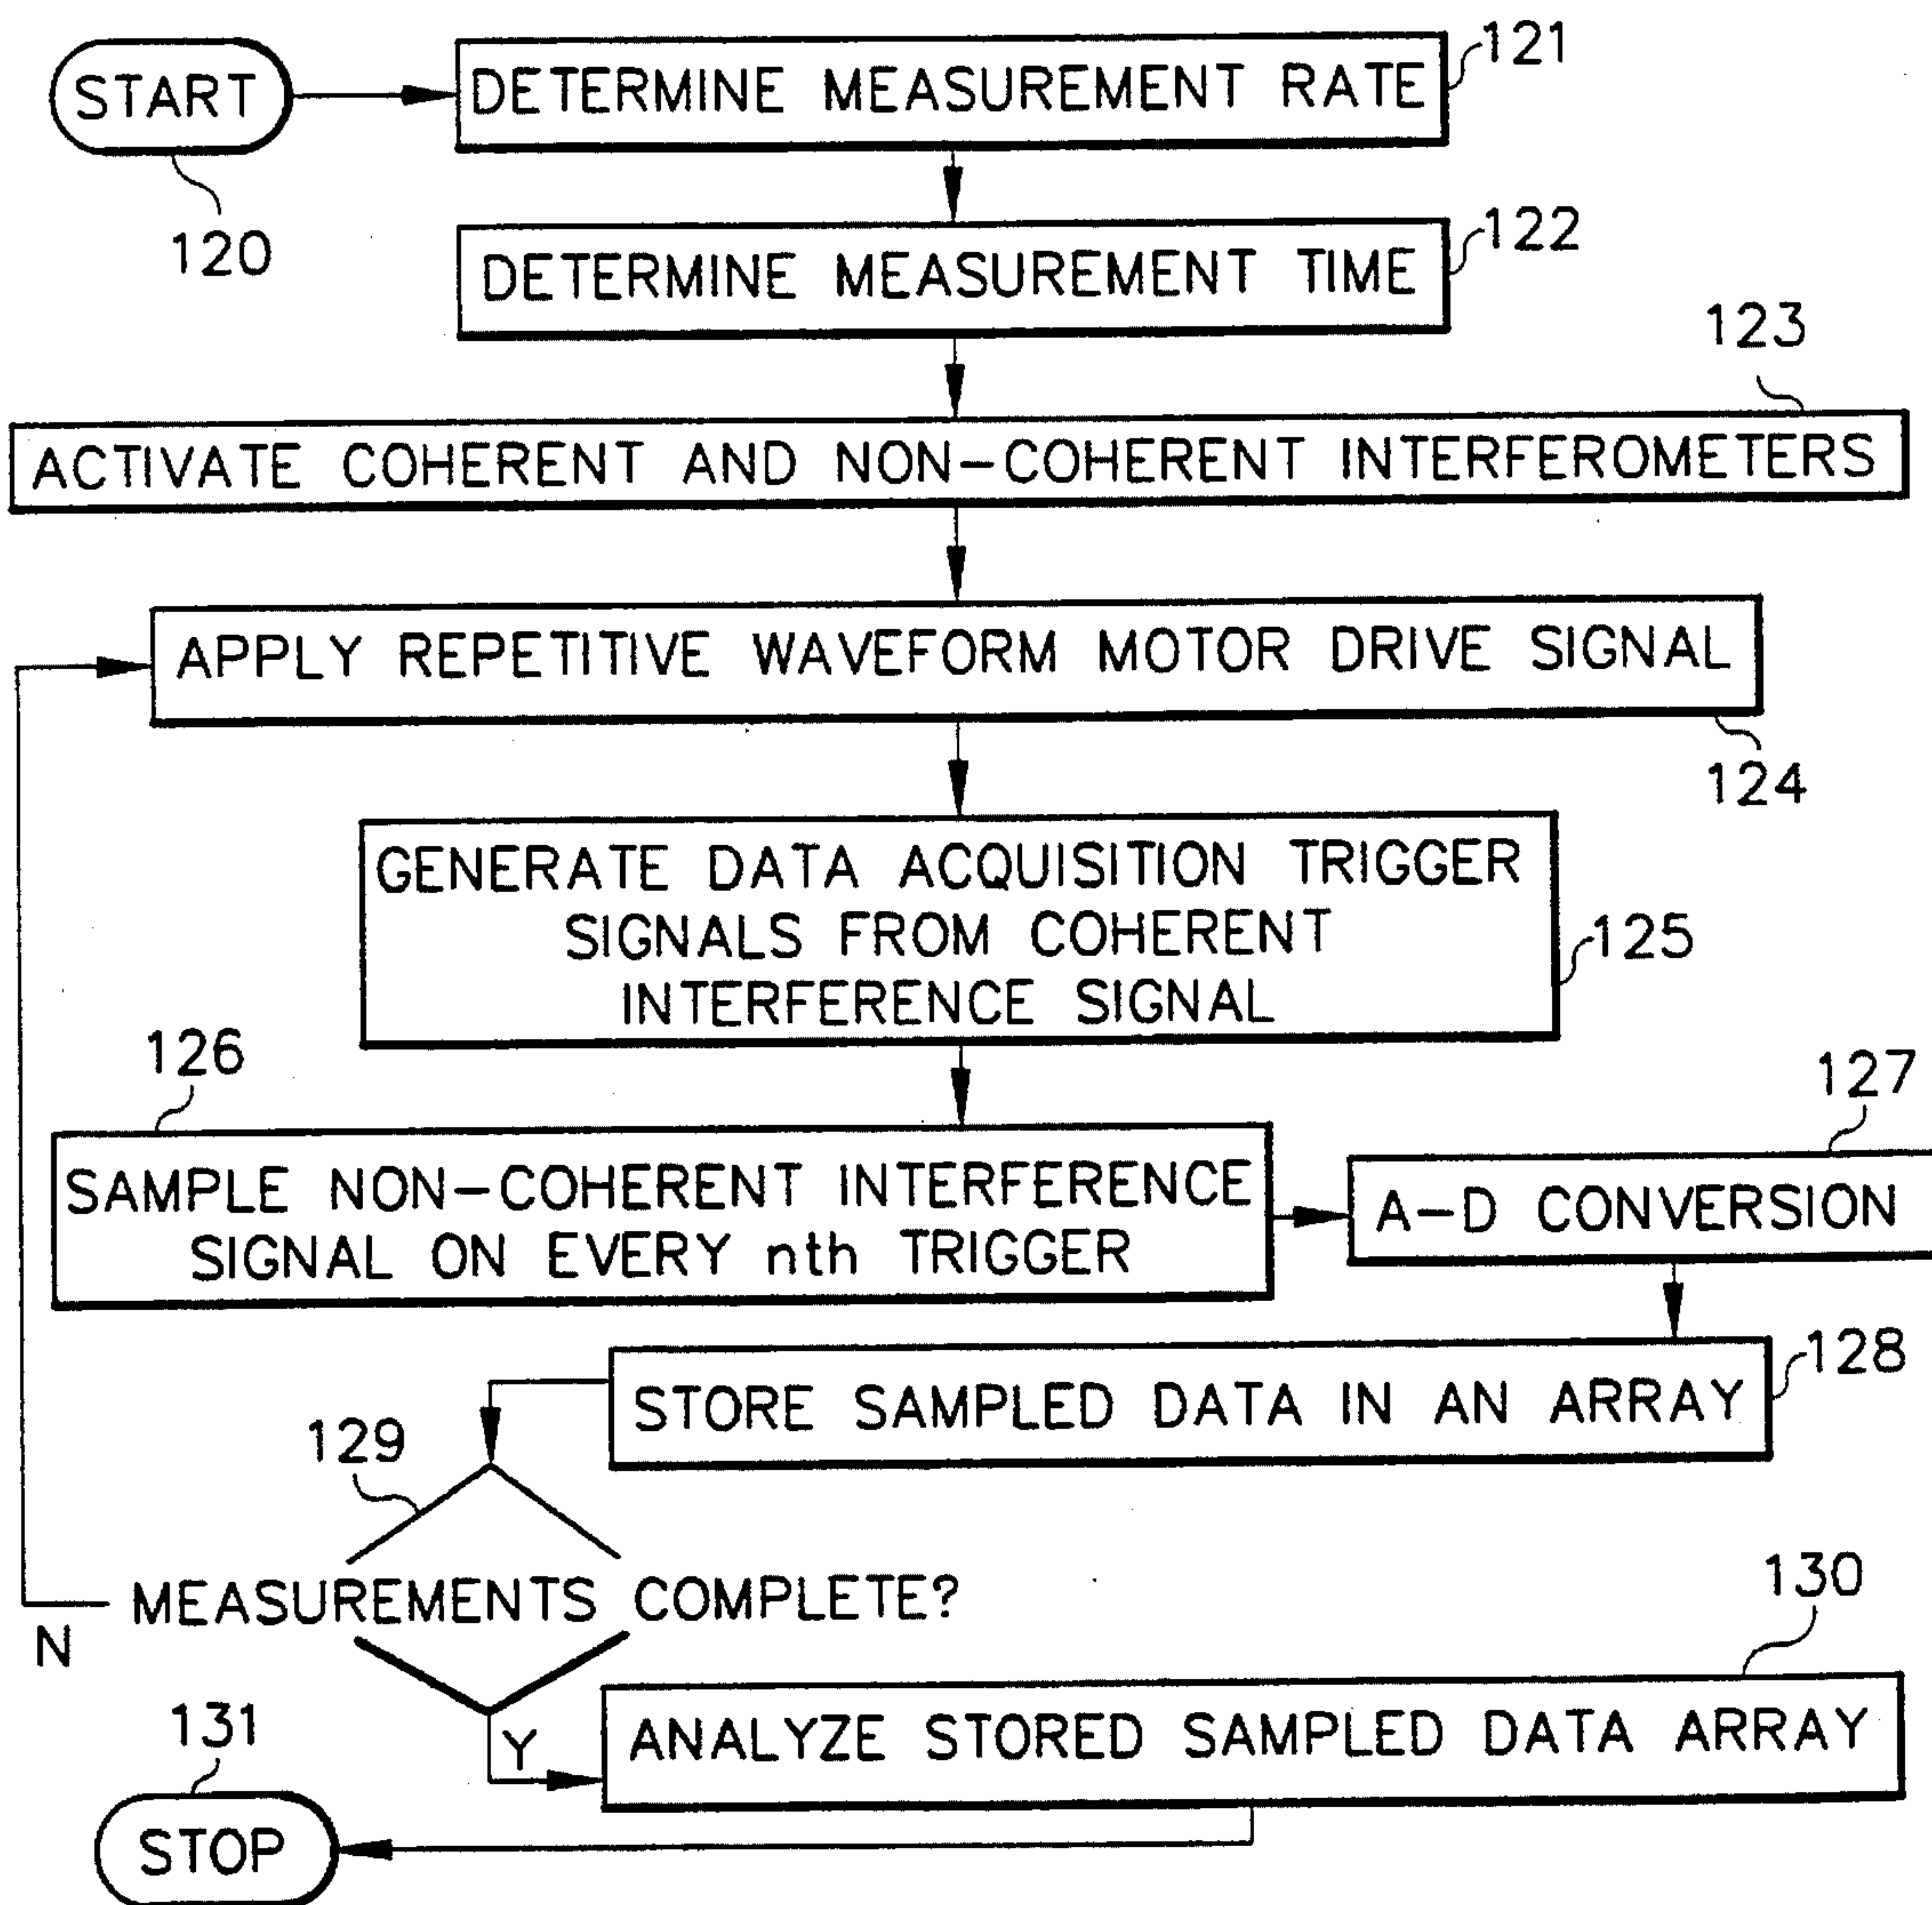 START
DETERMINE MEASUREMENT RATE
121
120
DETERMINE MEASUREMENT TIME
122
123
ACTIVATE COHERENT AND NON-COHERENT INTERFEROMETERS
APPLY REPETITIVE WAVEFORM MOTOR DRIVE SIGNAL
124
GENERATE DATA ACQUISITION TRIGGER
SIGNALS FROM COHERENT
INTERFERENCE SIGNAL
125
126
SAMPLE NON-COHERENT INTERFERENCE
SIGNAL ON EVERY nth TRIGGER
127
A-D CONVERSION
STORE SAMPLED DATA IN AN ARRAY
128
129
MEASUREMENTS COMPLETE?
N
Y
130
ANALYZE STORED SAMPLED DATA ARRAY
131
STOP